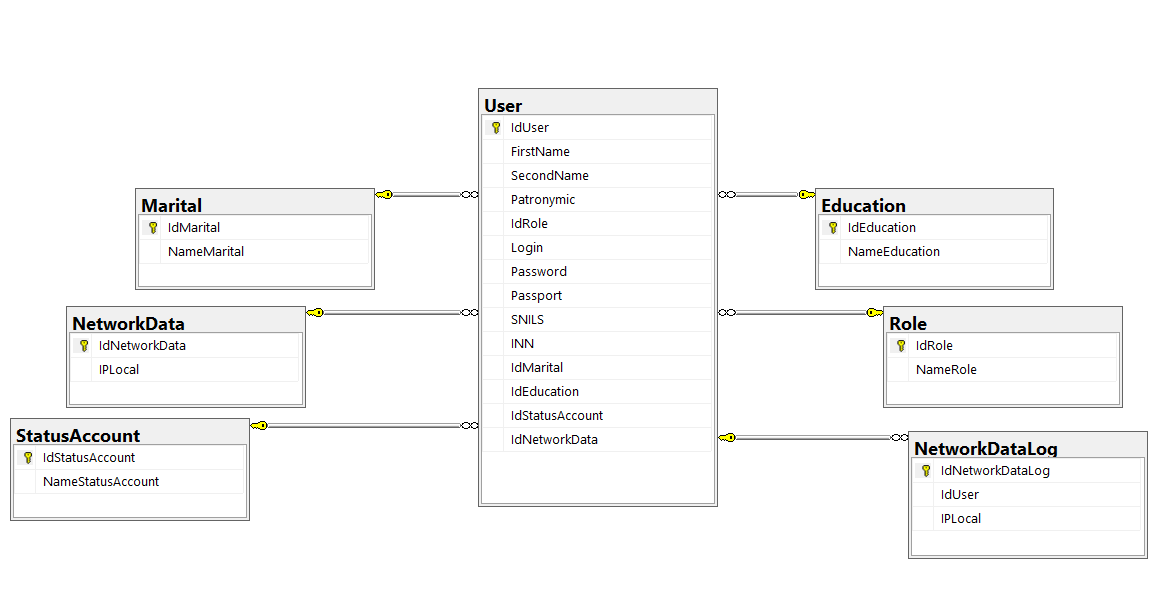 User
IdUser
FirstName
SecondName
Patronymic
IdRole
Login
Password
Passport
SNILS
INN
IdMarital
IdEducation
IdStatusAccount
IdNetworkData
Marital
IdMarital
NameMarital
NetworkData
IdNetworkData
IPLocal
StatusAccount
IdStatusAccount
NameStatusAccount
Education
IdEducation
NameEducation
Role
IdRole
NameRole
NetworkDataLog
IdNetworkDataLog
IdUser
IPLocal